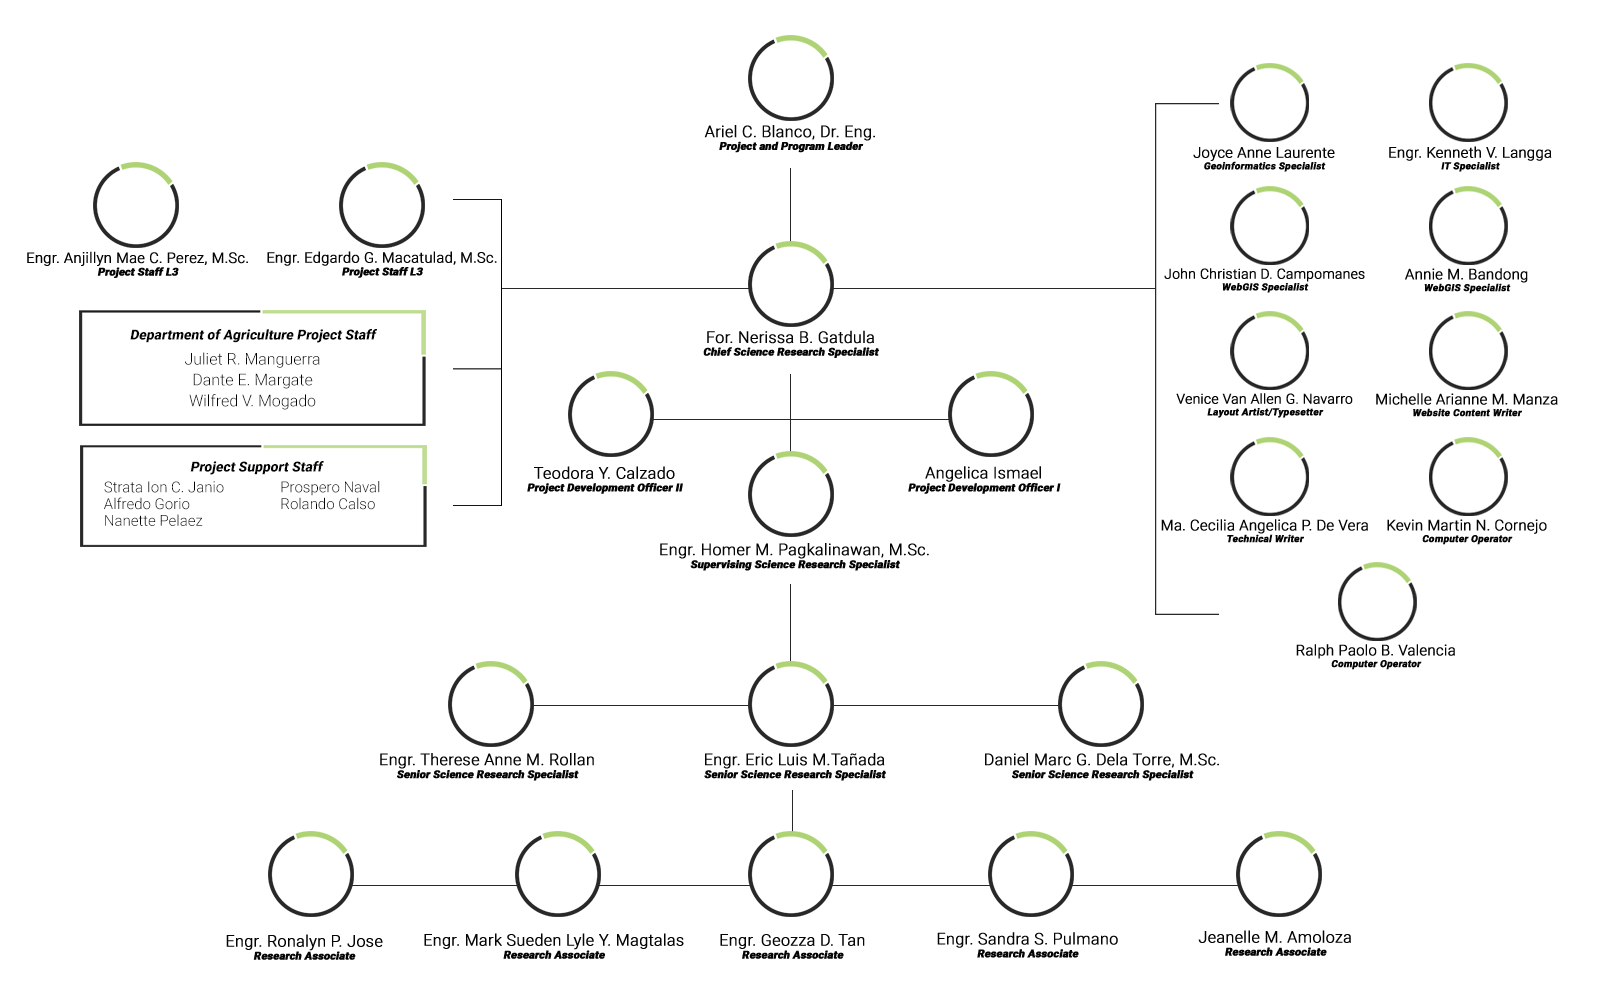 Ariel C. Blanco, Dr. Eng.
Project and Program Leader
Engr. Anjillyn Mae C. Perez, M.Sc.
Project Staff L3
Engr. Edgardo G. Macatulad, M.Sc.
Project Staff L3
Department of Agriculture Project Staff
Juliet R. Manguerra
Dante E. Margate
Wilfred V. Mogado
Project Support Staff
Strata Ion C. Janio
Alfredo Gorio
Nanette Pelaez
Prospero Naval
Rolando Calso
For. Nerissa B. Gatdula
Chief Science Research Specialist
Teodora Y. Calzado
Project Development Officer II
Angelica Ismael
Project Development Officer I
Engr. Homer M. Pagkalinawan, M.Sc.
Supervising Science Research Specialist
Joyce Anne Laurente
Geoinformatics Specialist
Engr. Kenneth V. Langga
IT Specialist
John Christian D. Campomanes
WebGIS Specialist
Annie M. Bandong
WebGIS Specialist
Venice Van Allen G. Navarro
Layout Artist/Typesetter
Michelle Arianne M. Manza
Website Content Writer
Ma. Cecilia Angelica P. De Vera
Technical Writer
Kevin Martin N. Cornejo
Computer Operator
Ralph Paolo B. Valencia
Computer Operator
Engr. Therese Anne M. Rollan
Senior Science Research Specialist
Engr. Eric Luis M.Tañada
Senior Science Research Specialist
Daniel Marc G. Dela Torre, M.Sc.
Senior Science Research Specialist
Engr. Ronalyn P. Jose
Research Associate
Engr. Mark Sueden Lyle Y. Magtalas
Research Associate
Engr. Geozza D. Tan
Research Associate
Engr. Sandra S. Pulmano
Research Associate
Jeanelle M. Amoloza
Research Associate